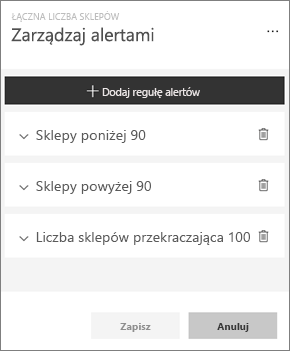 ŁĄCZNA LICZBA SKLEPÓW
Zarządzaj alertami
...
+ Dodaj regułę alertów
Sklepy poniżej 90
Sklepy powyżej 90
Liczba sklepów przekraczająca 100
Zapisz
Anuluj